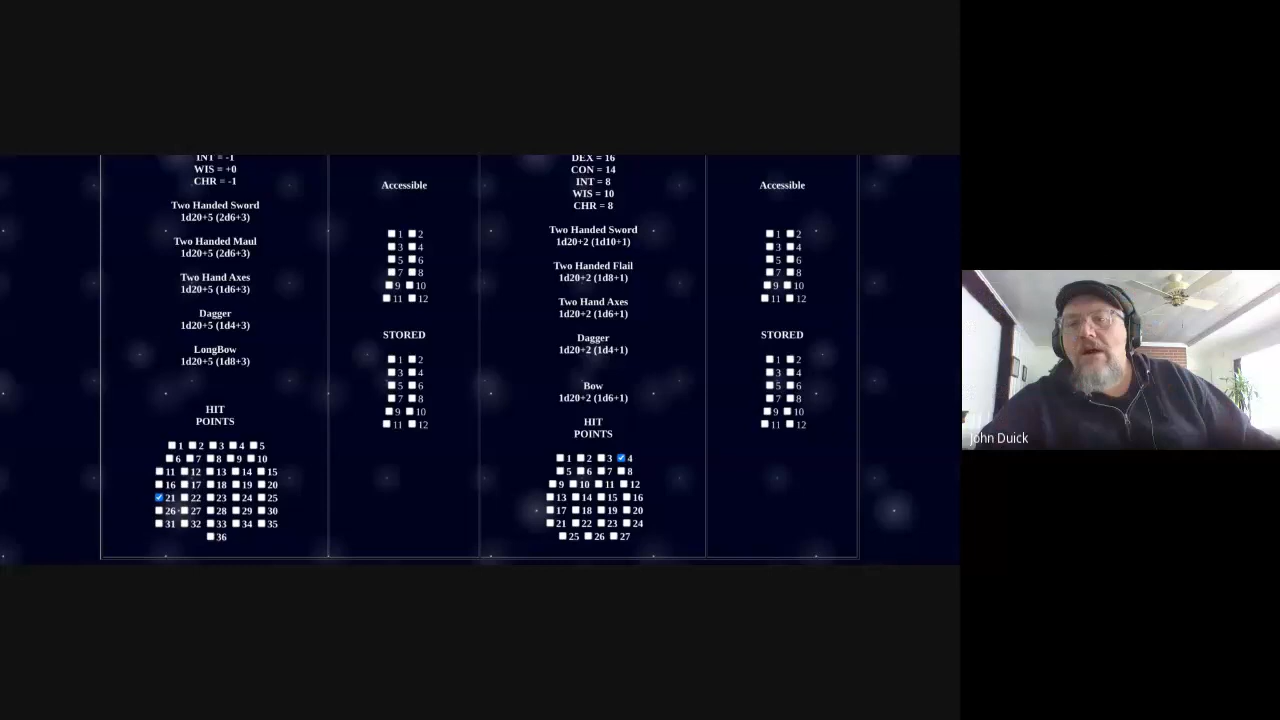 INT = -1
WIS = +0
CHR = -1
Two Handed Sword
1d20+5 (2d6+3)
Two Handed Maul
1d20+5 (2d6+3)
Two Hand Axes
1d20+5 (1d6+3)
Dagger
1d20+5 (1d4+3)
LongBow
1d20+5 (1d8+3)
HIT
POINTS
1 2 3 4 5
6 7 8 9 10
11 12 13 14 15
16 17 18 19 20
21 22 23 24 25
26 27 28 29 30
31 32 33 34 35
36
Accessible
1 2
3 4
5 6
7 8
9 10
11 12
STORED
1 2
3 4
5 6
7 8
9 10
11 12
DEX = 16
CON = 14
INT = 8
WIS = 10
CHR = 8
Two Handed Sword
1d20+2 (1d10+1)
Two Handed Flail
1d20+2 (1d8+1)
Two Hand Axes
1d20+2 (1d6+1)
Dagger
1d20+2 (1d4+1)
Bow
1d20+2 (1d6+1)
HIT
POINTS
1 2 3 4
5 6 7 8
9 10 11 12
13 14 15 16
17 18 19 20
21 22 23 24
25 26 27
Accessible
1 2
3 4
5 6
7 8
9 10
11 12
STORED
1 2
3 4
5 6
7 8
9 10
11 12
John Duick